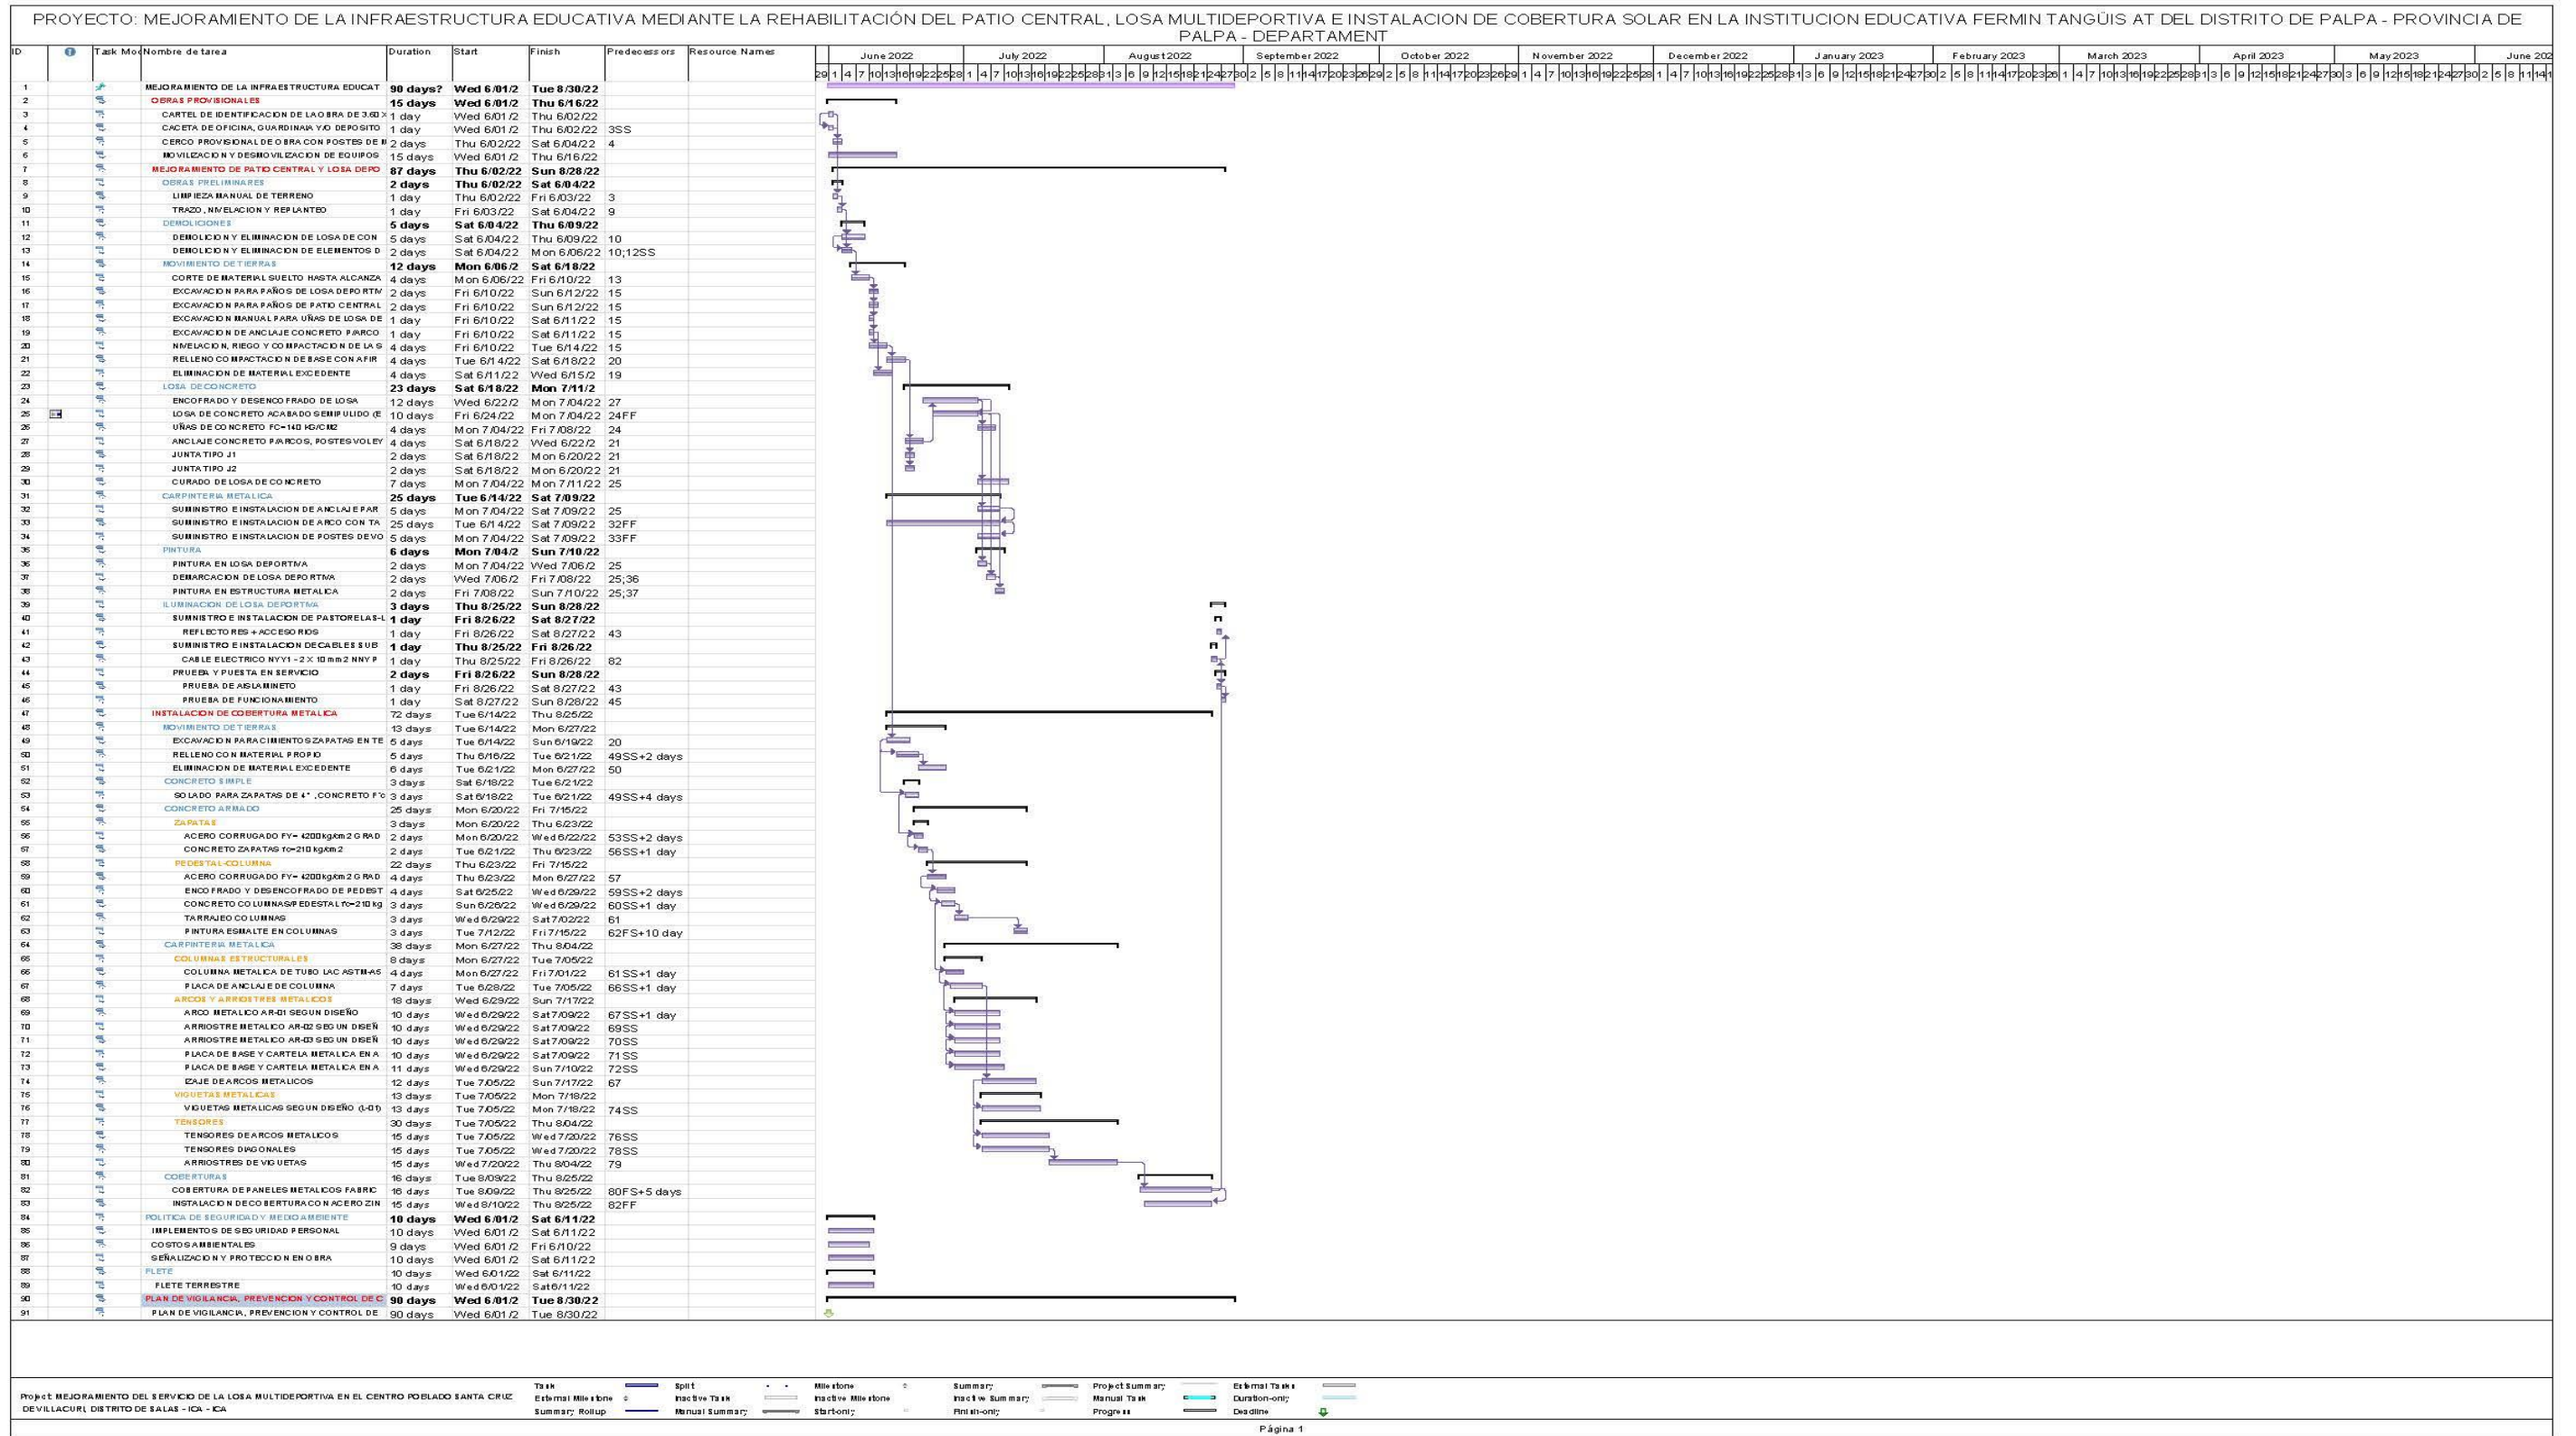 PROYECTO: MEJORAMIENTO DE LA INFRAESTRUCTURA EDUCATIVA MEDIANTE LA REHABILITACIÓN DEL PATIO CENTRAL, LOSA MULTIDEPORTIVA E INSTALACION DE COBERTURA SOLAR EN LA INSTITUCION EDUCATIVA FERMIN TANGÜIS AT DEL DISTRITO DE PALPA - PROVINCIA DE
PALPA - DEPARTAMENT
ID Task Mod Nombre de tarea Duration Start Finish Predecessors Resource Names
June 2022 July 2022 August 2022 September 2022 October 2022 November 2022 December 2022 January 2023 February 2023 March 2023 April 2023 May 2023 June 202
1 MEJORAMIENTO DE LA INFRAESTRUCTURA EDUCAT 90 days? Wed 6/01/2 Tue 8/30/22
2 OBRAS PROVISIONALES 15 days Wed 6/01/2 Thu 6/16/22
3 CARTEL DE IDENTIFICACION DE LA OBRA DE 3.60 X 1 day Wed 6/01/2 Thu 6/02/22
4 CACETA DE OFICINA, GUARDINAIA Y/O DEPOSITO 1 day Wed 6/01/2 Thu 6/02/22 3SS
5 CERCO PROVISIONAL DE OBRA CON POSTES DE M 2 days Thu 6/02/22 Sat 6/04/22 4
6 MOVILIZACION Y DESMOVILIZACION DE EQUIPOS 15 days Wed 6/01/2 Thu 6/16/22
7 MEJORAMIENTO DE PATIO CENTRAL Y LOSA DEPO 87 days Thu 6/02/22 Sun 8/28/22
8 OBRAS PRELIMINARES 2 days Thu 6/02/22 Sat 6/04/22
9 LIMPIEZA MANUAL DE TERRENO 1 day Thu 6/02/22 Fri 6/03/22 3
10 TRAZO, NIVELACION Y REPLANTEO 1 day Fri 6/03/22 Sat 6/04/22 9
11 DEMOLICIONES 5 days Sat 6/04/22 Thu 6/09/22
12 DEMOLICION Y ELIMINACION DE LOSA DE CON 5 days Sat 6/04/22 Thu 6/09/22 10
13 DEMOLICION Y ELIMINACION DE ELEMENTOS D 2 days Sat 6/04/22 Mon 6/06/22 10;12SS
14 MOVIMIENTO DE TIERRAS 12 days Mon 6/06/2 Sat 6/18/22
15 CORTE DE MATERIAL SUELTO HASTA ALCANZA 4 days Mon 6/06/22 Fri 6/10/22 13
16 EXCAVACION PARA PAÑOS DE LOSA DEPORTIV 2 days Fri 6/10/22 Sun 6/12/22 15
17 EXCAVACION PARA PAÑOS DE PATIO CENTRAL 2 days Fri 6/10/22 Sun 6/12/22 15
18 EXCAVACION MANUAL PARA UÑAS DE LOSA DE 1 day Fri 6/10/22 Sat 6/11/22 15
19 EXCAVACION DE ANCLAJE CONCRETO P/ARCO 1 day Fri 6/10/22 Sat 6/11/22 15
20 NIVELACION, RIEGO Y COMPACTACION DE LA S 4 days Fri 6/10/22 Tue 6/14/22 15
21 RELLENO COMPACTACION DE BASE CON AFIR 4 days Tue 6/14/22 Sat 6/18/22 20
22 ELIMINACION DE MATERIAL EXCEDENTE 4 days Sat 6/11/22 Wed 6/15/2 19
23 LOSA DE CONCRETO 23 days Sat 6/18/22 Mon 7/11/2
24 ENCOFRADO Y DESENCOFRADO DE LOSA 12 days Wed 6/22/2 Mon 7/04/22 27
25 LOSA DE CONCRETO ACABADO SEMIPULIDO (E 10 days Fri 6/24/22 Mon 7/04/22 24FF
26 UÑAS DE CONCRETO FC=140 KG/CM2 4 days Mon 7/04/22 Fri 7/08/22 24
27 ANCLAJE CONCRETO P/ARCOS, POSTES VOLEY 4 days Sat 6/18/22 Wed 6/22/2 21
28 JUNTA TIPO J1 2 days Sat 6/18/22 Mon 6/20/22 21
29 JUNTA TIPO J2 2 days Sat 6/18/22 Mon 6/20/22 21
30 CURADO DE LOSA DE CONCRETO 7 days Mon 7/04/22 Mon 7/11/22 25
31 CARPINTERIA METALICA 25 days Tue 6/14/22 Sat 7/09/22
32 SUMINISTRO E INSTALACION DE ANCLAJE PAR 5 days Mon 7/04/22 Sat 7/09/22 25
33 SUMINISTRO E INSTALACION DE ARCO CON TA 25 days Tue 6/14/22 Sat 7/09/22 32FF
34 SUMINISTRO E INSTALACION DE POSTES DE VO 5 days Mon 7/04/22 Sat 7/09/22 33FF
35 PINTURA 6 days Mon 7/04/2 Sun 7/10/22
36 PINTURA EN LOSA DEPORTIVA 2 days Mon 7/04/22 Wed 7/06/2 25
37 DEMARCACION DE LOSA DEPORTIVA 2 days Wed 7/06/2 Fri 7/08/22 25;36
38 PINTURA EN ESTRUCTURA METALICA 2 days Fri 7/08/22 Sun 7/10/22 25;37
39 ILUMINACION DE LOSA DEPORTIVA 3 days Thu 8/25/22 Sun 8/28/22
40 SUMNISTRO E INSTALACION DE PASTORELAS-L 1 day Fri 8/26/22 Sat 8/27/22
41 REFLECTORES + ACCESORIOS 1 day Fri 8/26/22 Sat 8/27/22 43
42 SUMINISTRO E INSTALACION DE CABLES SUB 1 day Thu 8/25/22 Fri 8/26/22
43 CABLE ELECTRICO NYY1 - 2 X 10 mm2 NNY P 1 day Thu 8/25/22 Fri 8/26/22 82
44 PRUEBA Y PUESTA EN SERVICIO 2 days Fri 8/26/22 Sun 8/28/22
45 PRUEBA DE AISLAMINETO 1 day Fri 8/26/22 Sat 8/27/22 43
46 PRUEBA DE FUNCIONAMIENTO 1 day Sat 8/27/22 Sun 8/28/22 45
47 INSTALACION DE COBERTURA METALICA 72 days Tue 6/14/22 Thu 8/25/22
48 MOVIMIENTO DE TIERRAS 13 days Tue 6/14/22 Mon 6/27/22
49 EXCAVACION PARA CIMIENTOS ZAPATAS EN TE 5 days Tue 6/14/22 Sun 6/19/22 20
50 RELLENO CON MATERIAL PROPIO 5 days Thu 6/16/22 Tue 6/21/22 49SS+2 days
51 ELIMINACION DE MATERIAL EXCEDENTE 6 days Tue 6/21/22 Mon 6/27/22 50
52 CONCRETO SIMPLE 3 days Sat 6/18/22 Tue 6/21/22
53 SOLADO PARA ZAPATAS DE 4" ,CONCRETO F'C 3 days Sat 6/18/22 Tue 6/21/22 49SS+4 days
54 CONCRETO ARMADO 25 days Mon 6/20/22 Fri 7/15/22
55 ZAPATAS 3 days Mon 6/20/22 Thu 6/23/22
56 ACERO CORRUGADO FY= 4200kg/cm2 GRAD 2 days Mon 6/20/22 Wed 6/22/22 53SS+2 days
57 CONCRETO ZAPATAS fc=210 kg/cm2 2 days Tue 6/21/22 Thu 6/23/22 56SS+1 day
58 PEDESTAL-COLUMNA 22 days Thu 6/23/22 Fri 7/15/22
59 ACERO CORRUGADO FY= 4200kg/cm2 GRAD 4 days Thu 6/23/22 Mon 6/27/22 57
60 ENCOFRADO Y DESENCOFRADO DE PEDEST 4 days Sat 6/25/22 Wed 6/29/22 59SS+2 days
61 CONCRETO COLUMNAS/PEDESTAL fc=210 kg 3 days Sun 6/26/22 Wed 6/29/22 60SS+1 day
62 TARRAJEO COLUMNAS 3 days Wed 6/29/22 Sat 7/02/22 61
63 PINTURA ESMALTE EN COLUMNAS 3 days Tue 7/12/22 Fri 7/15/22 62FS+10 day
64 CARPINTERIA METALICA 38 days Mon 6/27/22 Thu 8/04/22
65 COLUMNAS ESTRUCTURALES 8 days Mon 6/27/22 Tue 7/05/22
66 COLUMNA METALICA DE TUBO LAC ASTM-A5 4 days Mon 6/27/22 Fri 7/01/22 61SS+1 day
67 PLACA DE ANCLAJE DE COLUMNA 7 days Tue 6/28/22 Tue 7/05/22 66SS+1 day
68 ARCOS Y ARRIOSTRES METALICOS 18 days Wed 6/29/22 Sun 7/17/22
69 ARCO METALICO AR-01 SEGUN DISEÑO 10 days Wed 6/29/22 Sat 7/09/22 67SS+1 day
70 ARRIOSTRE METALICO AR-02 SEGUN DISEÑ 10 days Wed 6/29/22 Sat 7/09/22 69SS
71 ARRIOSTRE METALICO AR-03 SEGUN DISEÑ 10 days Wed 6/29/22 Sat 7/09/22 70SS
72 PLACA DE BASE Y CARTELA METALICA EN A 10 days Wed 6/29/22 Sat 7/09/22 71SS
73 PLACA DE BASE Y CARTELA METALICA EN A 11 days Wed 6/29/22 Sun 7/10/22 72SS
74 IZAJE DE ARCOS METALICOS 12 days Tue 7/05/22 Sun 7/17/22 67
75 VIGUETAS METALICAS 13 days Tue 7/05/22 Mon 7/18/22
76 VIGUETAS METALICAS SEGUN DISEÑO (L-01) 13 days Tue 7/05/22 Mon 7/18/22 74SS
77 TENSORES 30 days Tue 7/05/22 Thu 8/04/22
78 TENSORES DE ARCOS METALICOS 15 days Tue 7/05/22 Wed 7/20/22 76SS
79 TENSORES DIAGONALES 15 days Tue 7/05/22 Wed 7/20/22 78SS
80 ARRIOSTRES DE VIGUETAS 15 days Wed 7/20/22 Thu 8/04/22 79
81 COBERTURAS 16 days Tue 8/09/22 Thu 8/25/22
82 COBERTURA DE PANELES METALICOS FABRIC 16 days Tue 8/09/22 Thu 8/25/22 80FS+5 days
83 INSTALACION DE COBERTURA CON ACERO ZIN 15 days Wed 8/10/22 Thu 8/25/22 82FF
84 POLITICA DE SEGURIDAD Y MEDIO AMBIENTE 10 days Wed 6/01/2 Sat 6/11/22
85 IMPLEMENTOS DE SEGURIDAD PERSONAL 10 days Wed 6/01/2 Sat 6/11/22
86 COSTOS AMBIENTALES 9 days Wed 6/01/2 Fri 6/10/22
87 SEÑALIZACION Y PROTECCION EN OBRA 10 days Wed 6/01/2 Sat 6/11/22
88 FLETE 10 days Wed 6/01/22 Sat 6/11/22
89 FLETE TERRESTRE 10 days Wed 6/01/22 Sat 6/11/22
90 PLAN DE VIGILANCIA, PREVENCION Y CONTROL DE C 90 days Wed 6/01/2 Tue 8/30/22
91 PLAN DE VIGILANCIA, PREVENCION Y CONTROL DE 90 days Wed 6/01/2 Tue 8/30/22
Project: MEJORAMIENTO DEL SERVICIO DE LA LOSA MULTIDEPORTIVA EN EL CENTRO POBLADO SANTA CRUZ
DE VILLACURI, DISTRITO DE SALAS - ICA - ICA
Task Split Milestone Summary Project Summary External Tasks
External Milestone Inactive Task Inactive Milestone Inactive Summary Manual Task Duration-only
Summary Rollup Manual Summary Start-only Finish-only Progress Deadline
Página 1